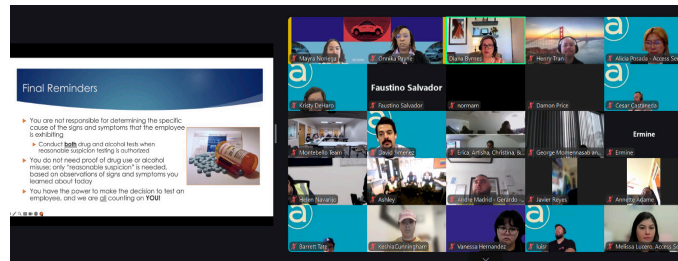 Final Reminders
You are not responsible for determining the specific
cause of the signs and symptoms that the employee
is exhibiting
Conduct both drug and alcohol tests when
reasonable suspicion testing is authorized
You do not need proof of drug use or alcohol
misuse; only "reasonable suspicion" is needed,
based on observations of signs and symptoms you
learned about today
You have the power to make the decision to test an
employee, and we are all counting on YOU!
Mayra Noriega
Onneka Payne
Diana Byrnes
Henry Tran
Alicia Posada - Access Se
Kristy DeHaro
Faustino Salvador
Faustino Salvador
normam
Damon Price
Cesar Castaneda
Montebello Team
David Jimenez
Erica, Artisha, Christina, B...
George Momennasab an...
Ermine
Ermine
Helen Navarijo
Ashley
Andre Madrid - Gerardo -...
Javier Reyes
Annette Adame
Barrett Tate
KeshiaCunningham
Vanessa Hernandez
luisr
Melissa Lucero, Access Se